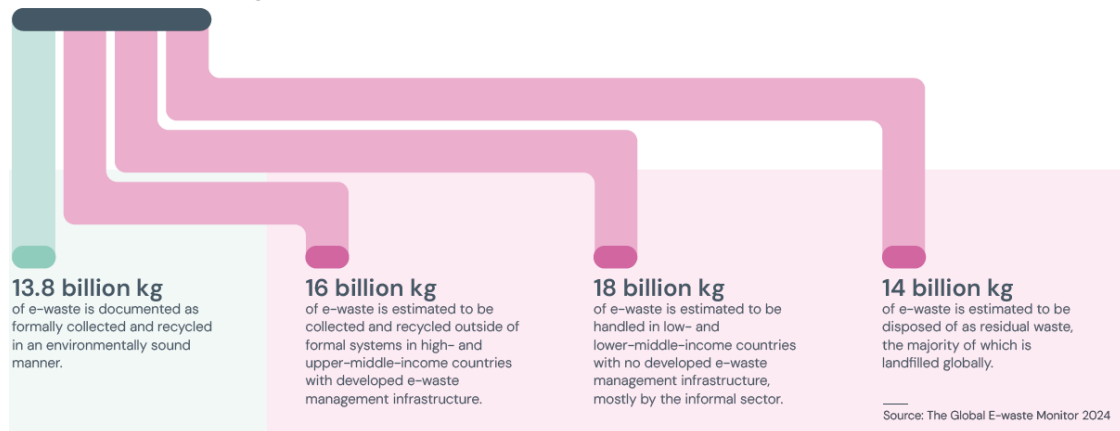 13.8 billion kg
of e-waste is documented as
formally collected and recycled
in an environmentally sound
manner.
16 billion kg
of e-waste is estimated to be
collected and recycled outside of
formal systems in high- and
upper-middle-income countries
with developed e-waste
management infrastructure.
18 billion kg
of e-waste is estimated to be
handled in low- and
lower-middle-income countries
with no developed e-waste
management infrastructure,
mostly by the informal sector.
14 billion kg
of e-waste is estimated to be
disposed of as residual waste,
the majority of which is
landfilled globally.
Source: The Global E-waste Monitor 2024